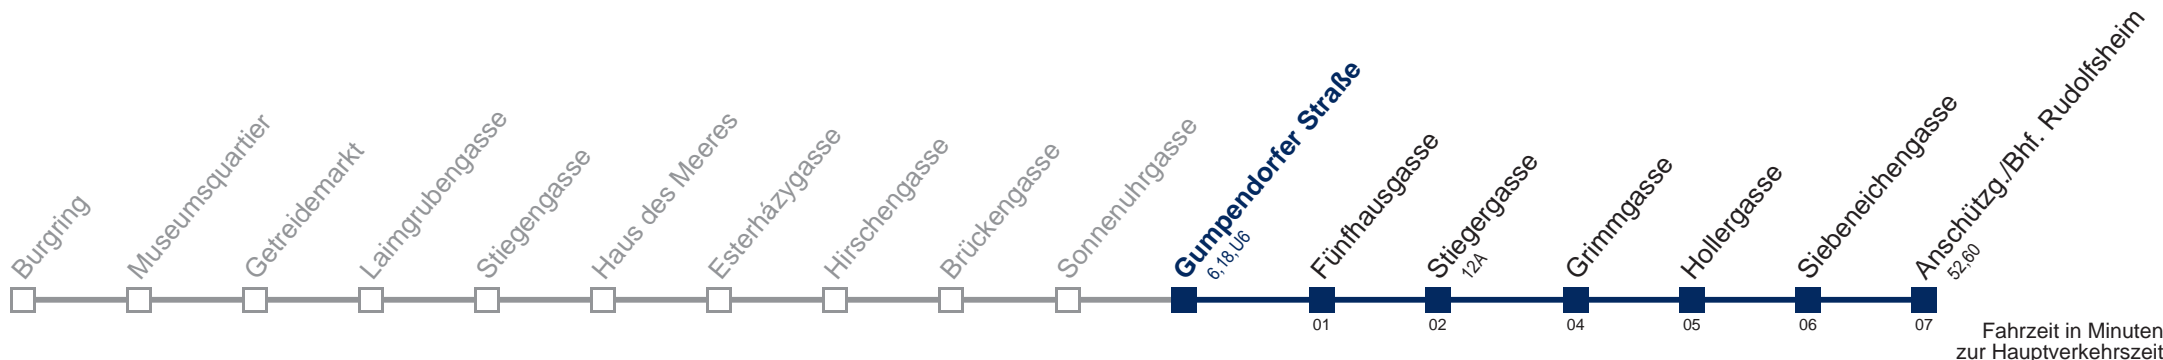 Burgring
Museumsquartier
Getreidemarkt
Laimgrubengasse
Stiegengasse
Haus des Meeres
Esterházygasse
Hirschengasse
Brückengasse
Sonnenuhrgasse
Gumpendorfer Straße
6,18,U6
Fünfhausgasse
Stiegergasse
12A
Grimmgasse
Hollergasse
Siebeneichengasse
Anschützg./Bhf. Rudolfsheim
52,60
01
02
04
05
06
07
Fahrzeit in Minuten
zur Hauptverkehrszeit